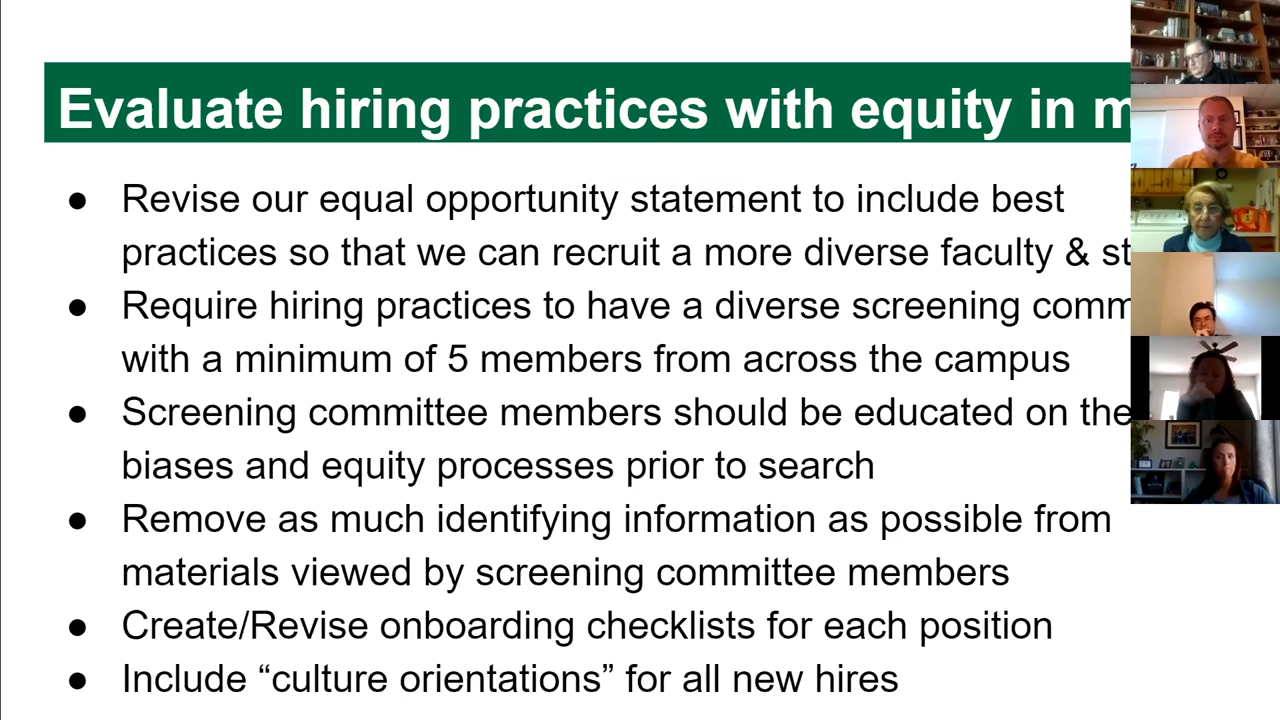 Evaluate hiring practices with equity in m
● Revise our equal opportunity statement to include best
practices so that we can recruit a more diverse faculty & st
● Require hiring practices to have a diverse screening comm
with a minimum of 5 members from across the campus
● Screening committee members should be educated on the
biases and equity processes prior to search
● Remove as much identifying information as possible from
materials viewed by screening committee members
● Create/Revise onboarding checklists for each position
● Include “culture orientations” for all new hires